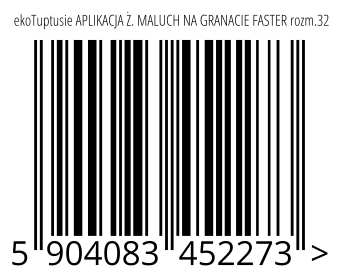 ekoTuptusie APLIKACJA Ż. MALUCH NA GRANACIE FASTER rozm.32
5 904083 452273 >